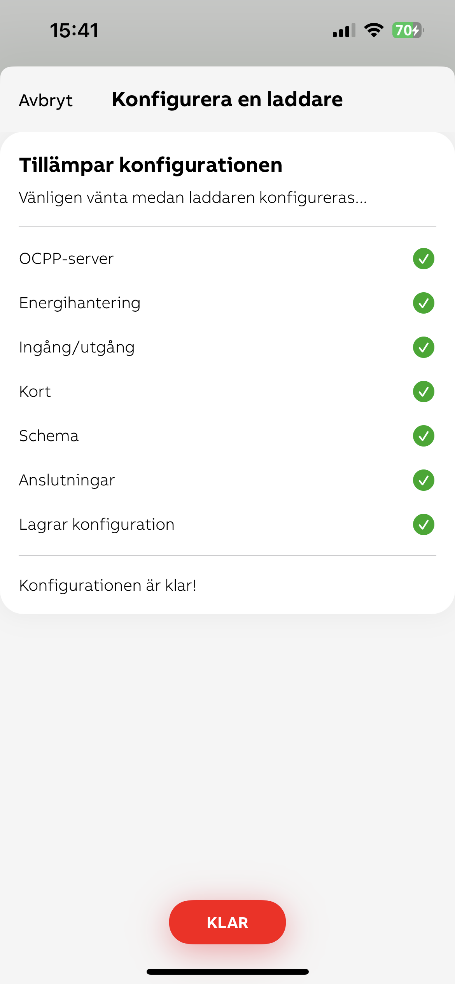 15:41
70
Avbryt
Konfigurera en laddare
Tillämpar konfigurationen
Vänligen vänta medan laddaren konfigureras...
OCPP-server
Energihantering
Ingång/utgång
Kort
Schema
Anslutningar
Lagrar konfiguration
Konfigurationen är klar!
KLAR